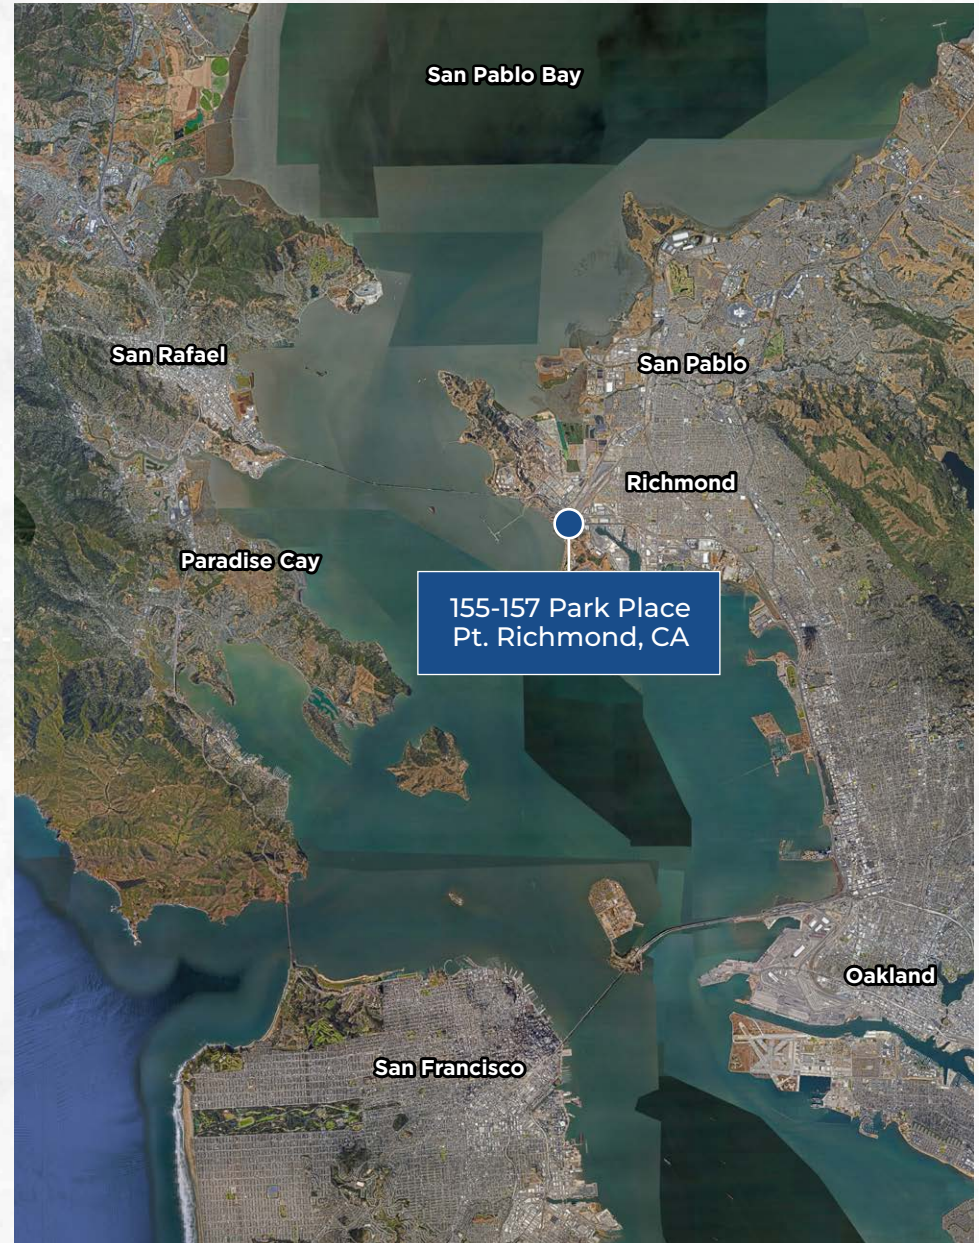 San Pablo Bay
San Rafael
San Pablo
Richmond
Paradise Cay
155-157 Park Place
Pt. Richmond, CA
Oakland
San Francisco